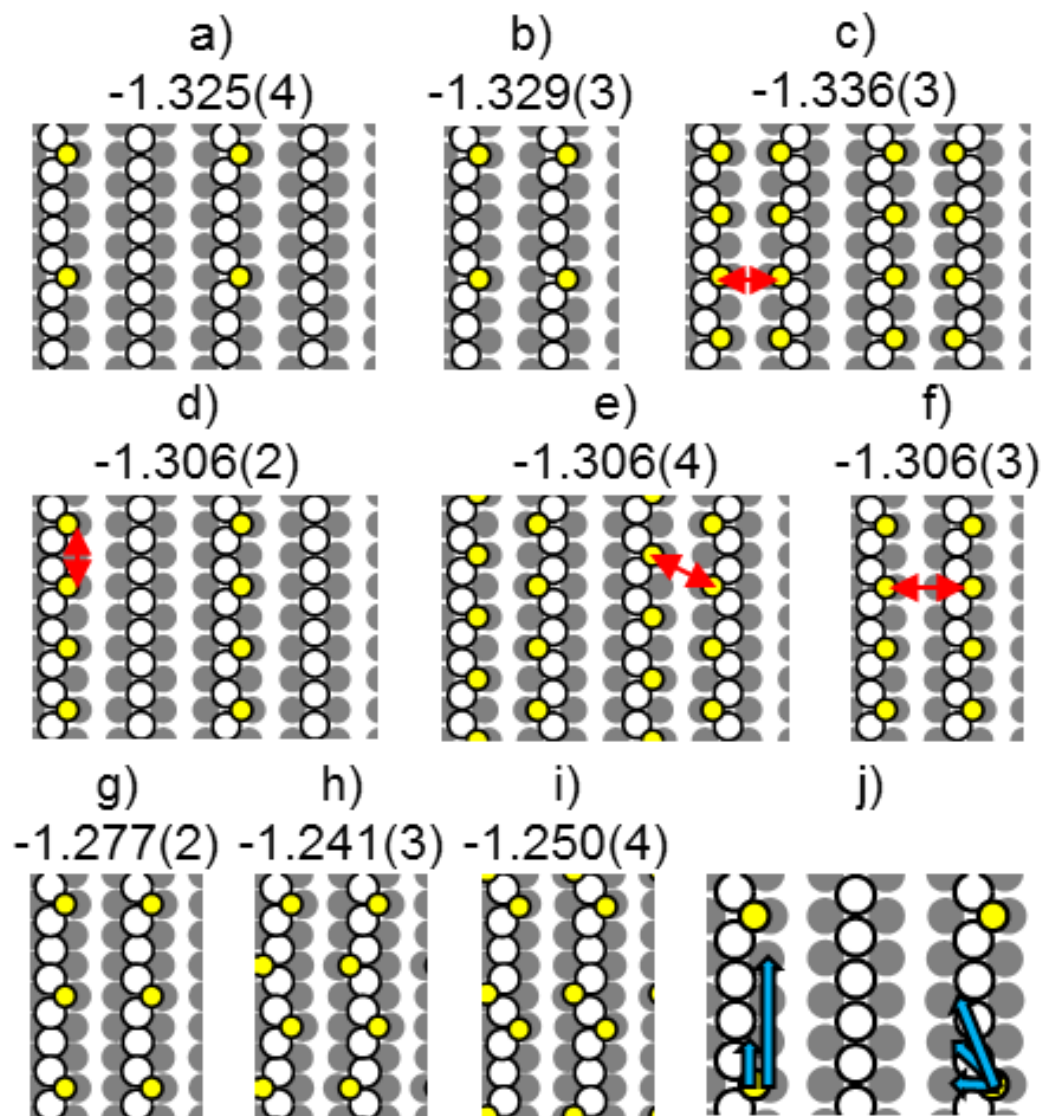 a) b) c)
-1.325(4) -1.329(3) -1.336(3)
d) e) f)
-1.306(2) -1.306(4) -1.306(3)
g) h) i) j)
-1.277(2) -1.241(3) -1.250(4)